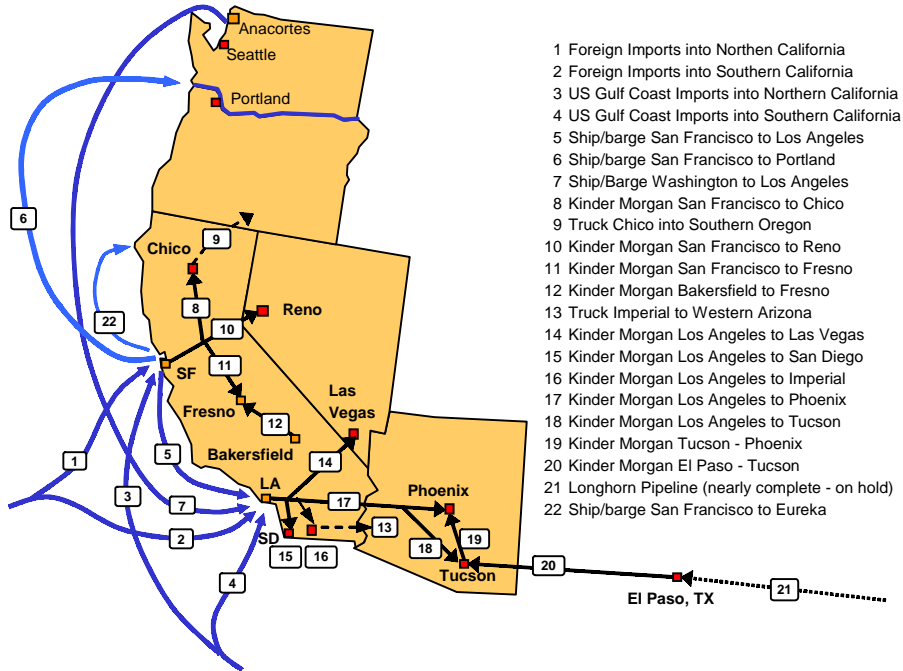 Anacortes
Seattle
Portland
6
9
Chico
22
8
10
Reno
SF
11
Las
Vegas
Fresno
12
Bakersfield
1
5
14
LA
3
17
Phoenix
7
13
2
SD
18
19
15
16
Tucson
20
4
El Paso, TX
21
1 Foreign Imports into Northen California
2 Foreign Imports into Southern California
3 US Gulf Coast Imports into Northern California
4 US Gulf Coast Imports into Southern California
5 Ship/barge San Francisco to Los Angeles
6 Ship/barge San Francisco to Portland
7 Ship/Barge Washington to Los Angeles
8 Kinder Morgan San Francisco to Chico
9 Truck Chico into Southern Oregon
10 Kinder Morgan San Francisco to Reno
11 Kinder Morgan San Francisco to Fresno
12 Kinder Morgan Bakersfield to Fresno
13 Truck Imperial to Western Arizona
14 Kinder Morgan Los Angeles to Las Vegas
15 Kinder Morgan Los Angeles to San Diego
16 Kinder Morgan Los Angeles to Imperial
17 Kinder Morgan Los Angeles to Phoenix
18 Kinder Morgan Los Angeles to Tucson
19 Kinder Morgan Tucson - Phoenix
20 Kinder Morgan El Paso - Tucson
21 Longhorn Pipeline (nearly complete - on hold)
22 Ship/barge San Francisco to Eureka